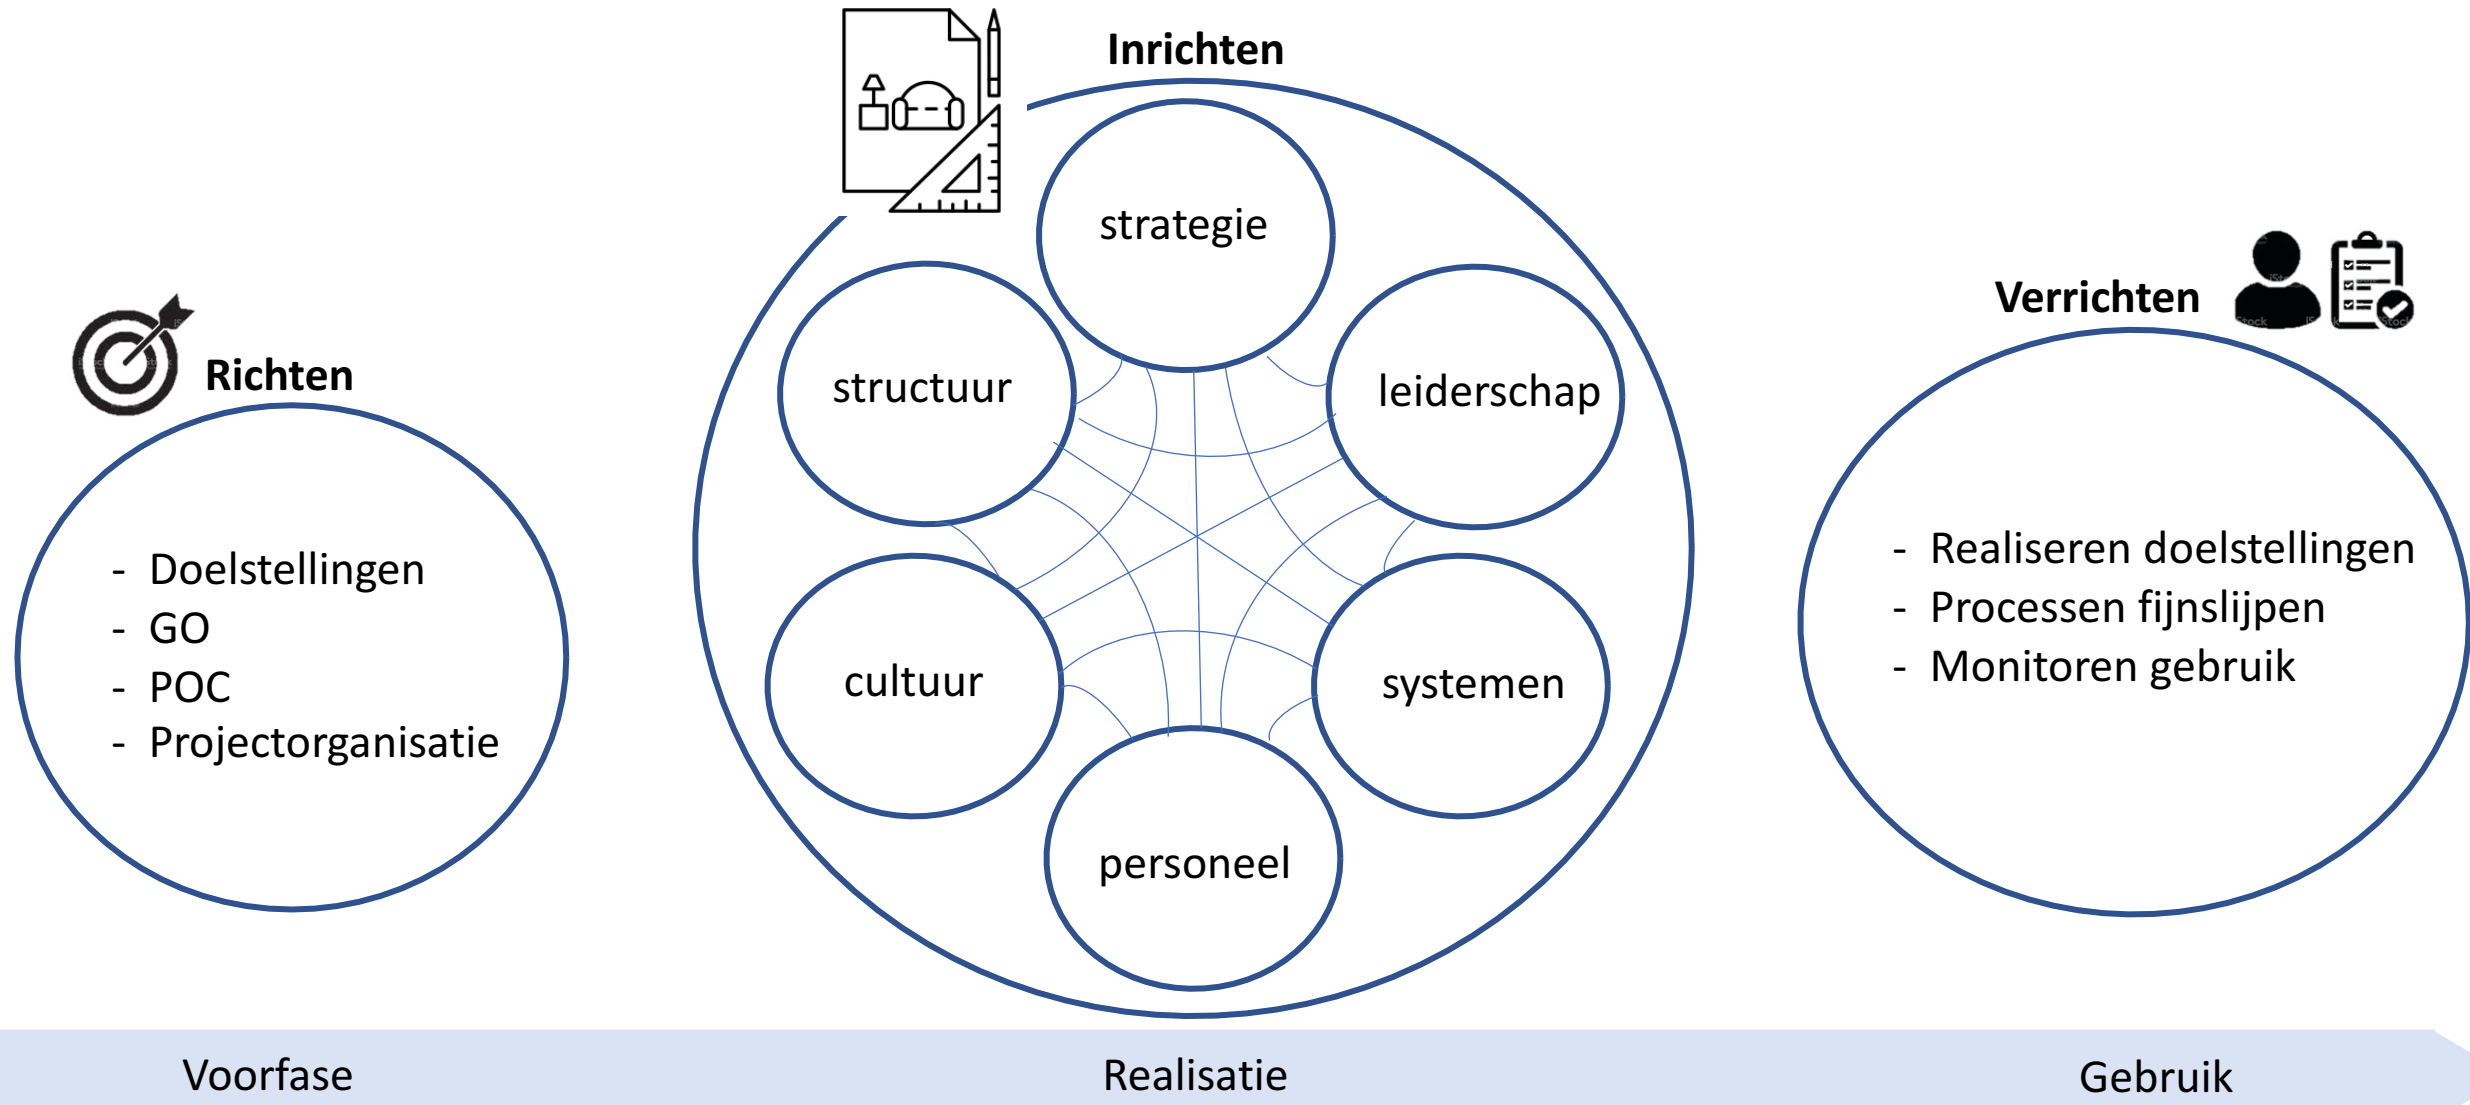 Richten
- Doelstellingen
- GO
- POC
- Projectorganisatie
Inrichten
strategie
structuur
leiderschap
cultuur
systemen
personeel
Verrichten
- Realiseren doelstellingen
- Processen fijnslijpen
- Monitoren gebruik
Voorfase
Realisatie
Gebruik